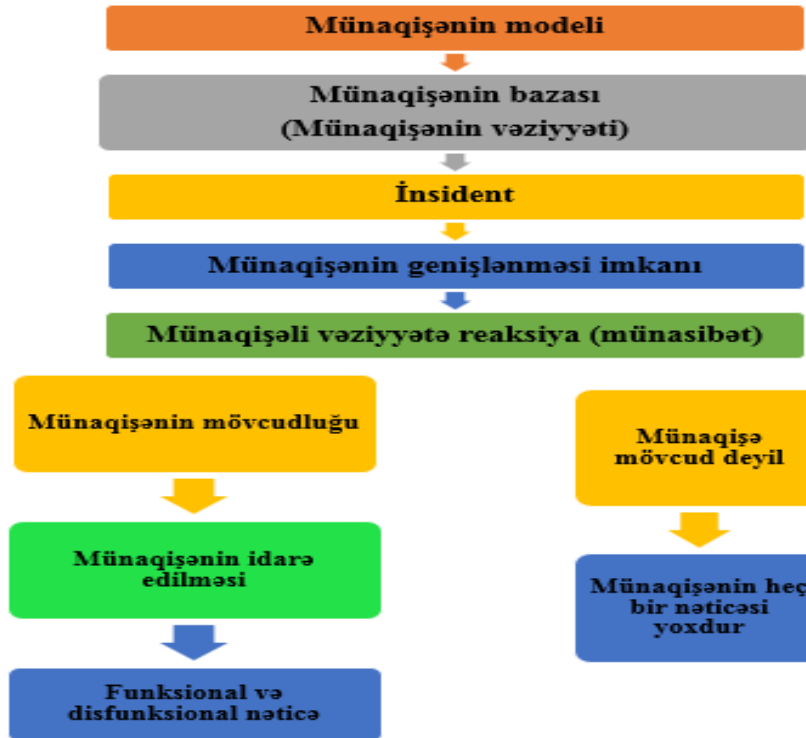 Münaqişənin modeli
Münaqişənin bazası
(Münaqişənin vəziyyəti)
İnsident
Münaqişənin genişlənməsi imkanı
Münaqişəli vəziyyətə reaksiya (münasibət)
Münaqişənin mövcudluğu
Münaqişənin idarə
edilməsi
Funksional və
disfunksional nəticə
Münaqişə
mövcud deyil
Münaqişənin heç
bir nəticəsi
yoxdur